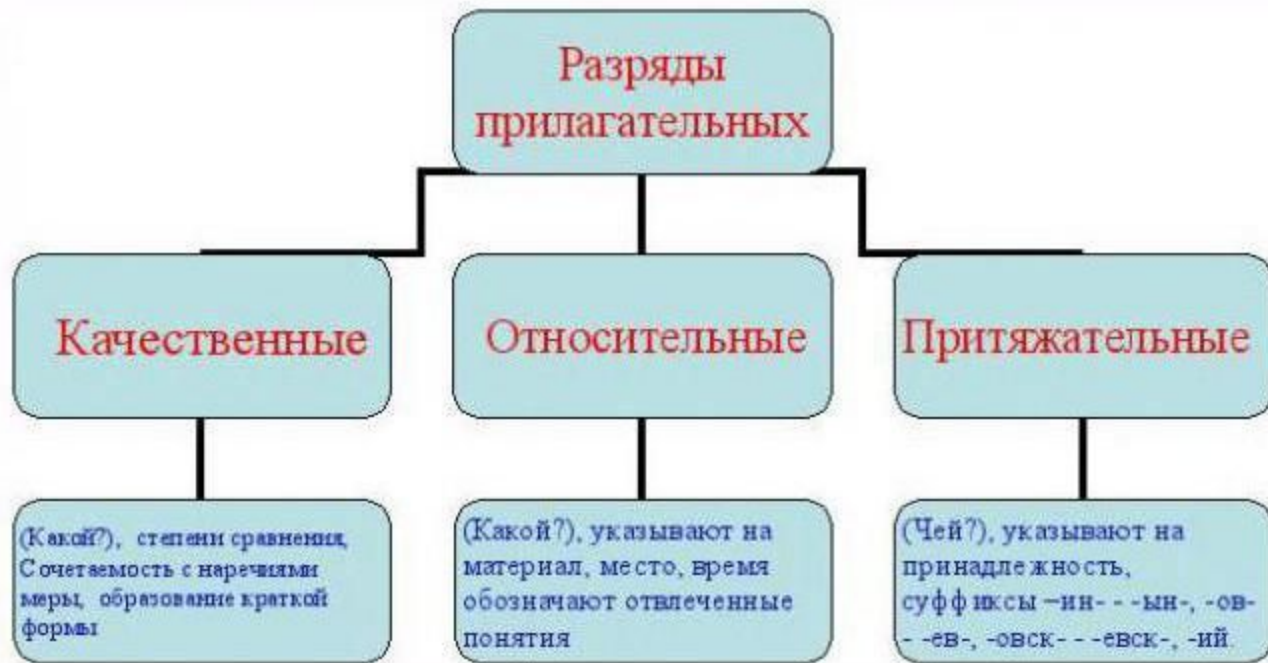 Разряды
прилагательных
Качественные
Относительные
Притяжательные
(Какой?), степени сравнения,
Сочетаемость с наречиями
меры, образование краткой
формы
(Какой?), указывают на
материал, место, время
обозначают отвлеченные
понятия
(Чей?), указывают на
принадлежность,
суффиксы –ин- - -ын-, -ов-
- -ев-, -овск- - -евск-, -ий.